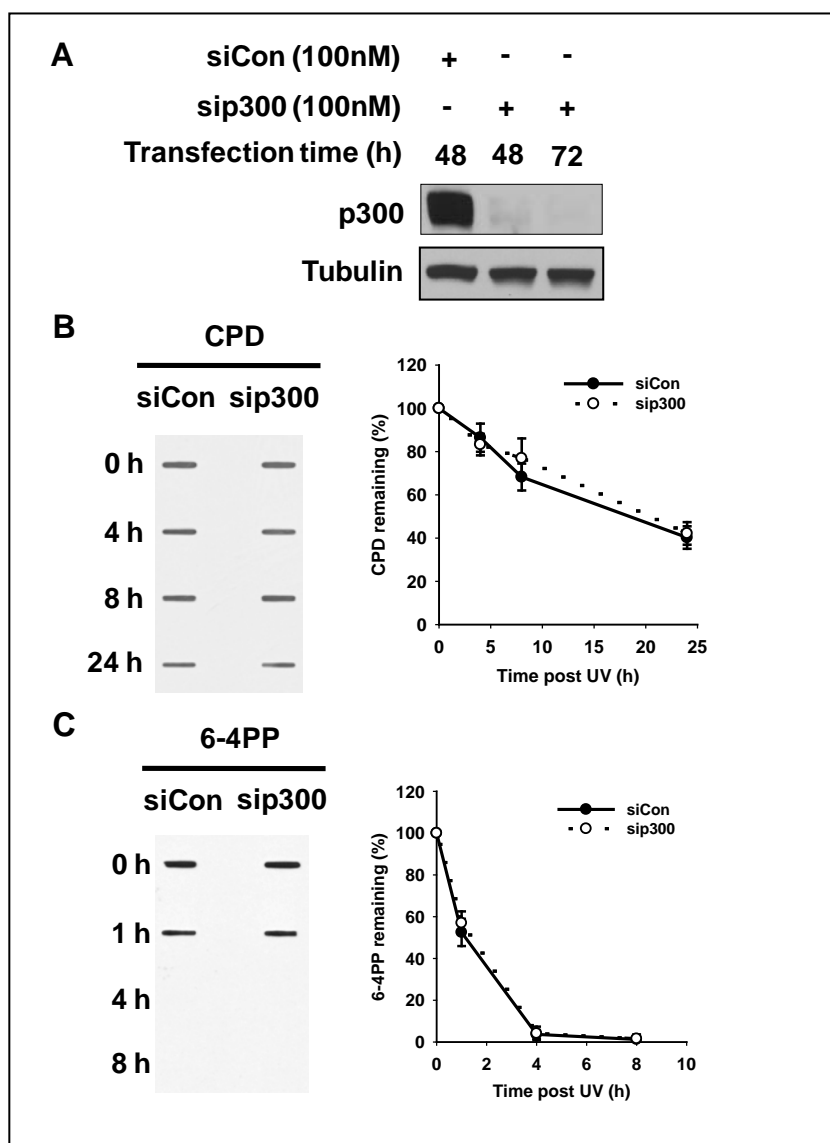 A
siCon (100nM) + - -
sip300 (100nM) - + +
Transfection time (h) 48 48 72
p300
Tubulin
B
CPD
siCon sip300
0 h
4 h
8 h
24 h
120
100
80
60
40
20
0
CPD remaining (%)
0 5 10 15 20 25
Time post UV (h)
siCon
sip300
C
6-4PP
siCon sip300
0 h
1 h
4 h
8 h
120
100
80
60
40
20
0
6-4PP remaining (%)
0 2 4 6 8 10
Time post UV (h)
siCon
sip300